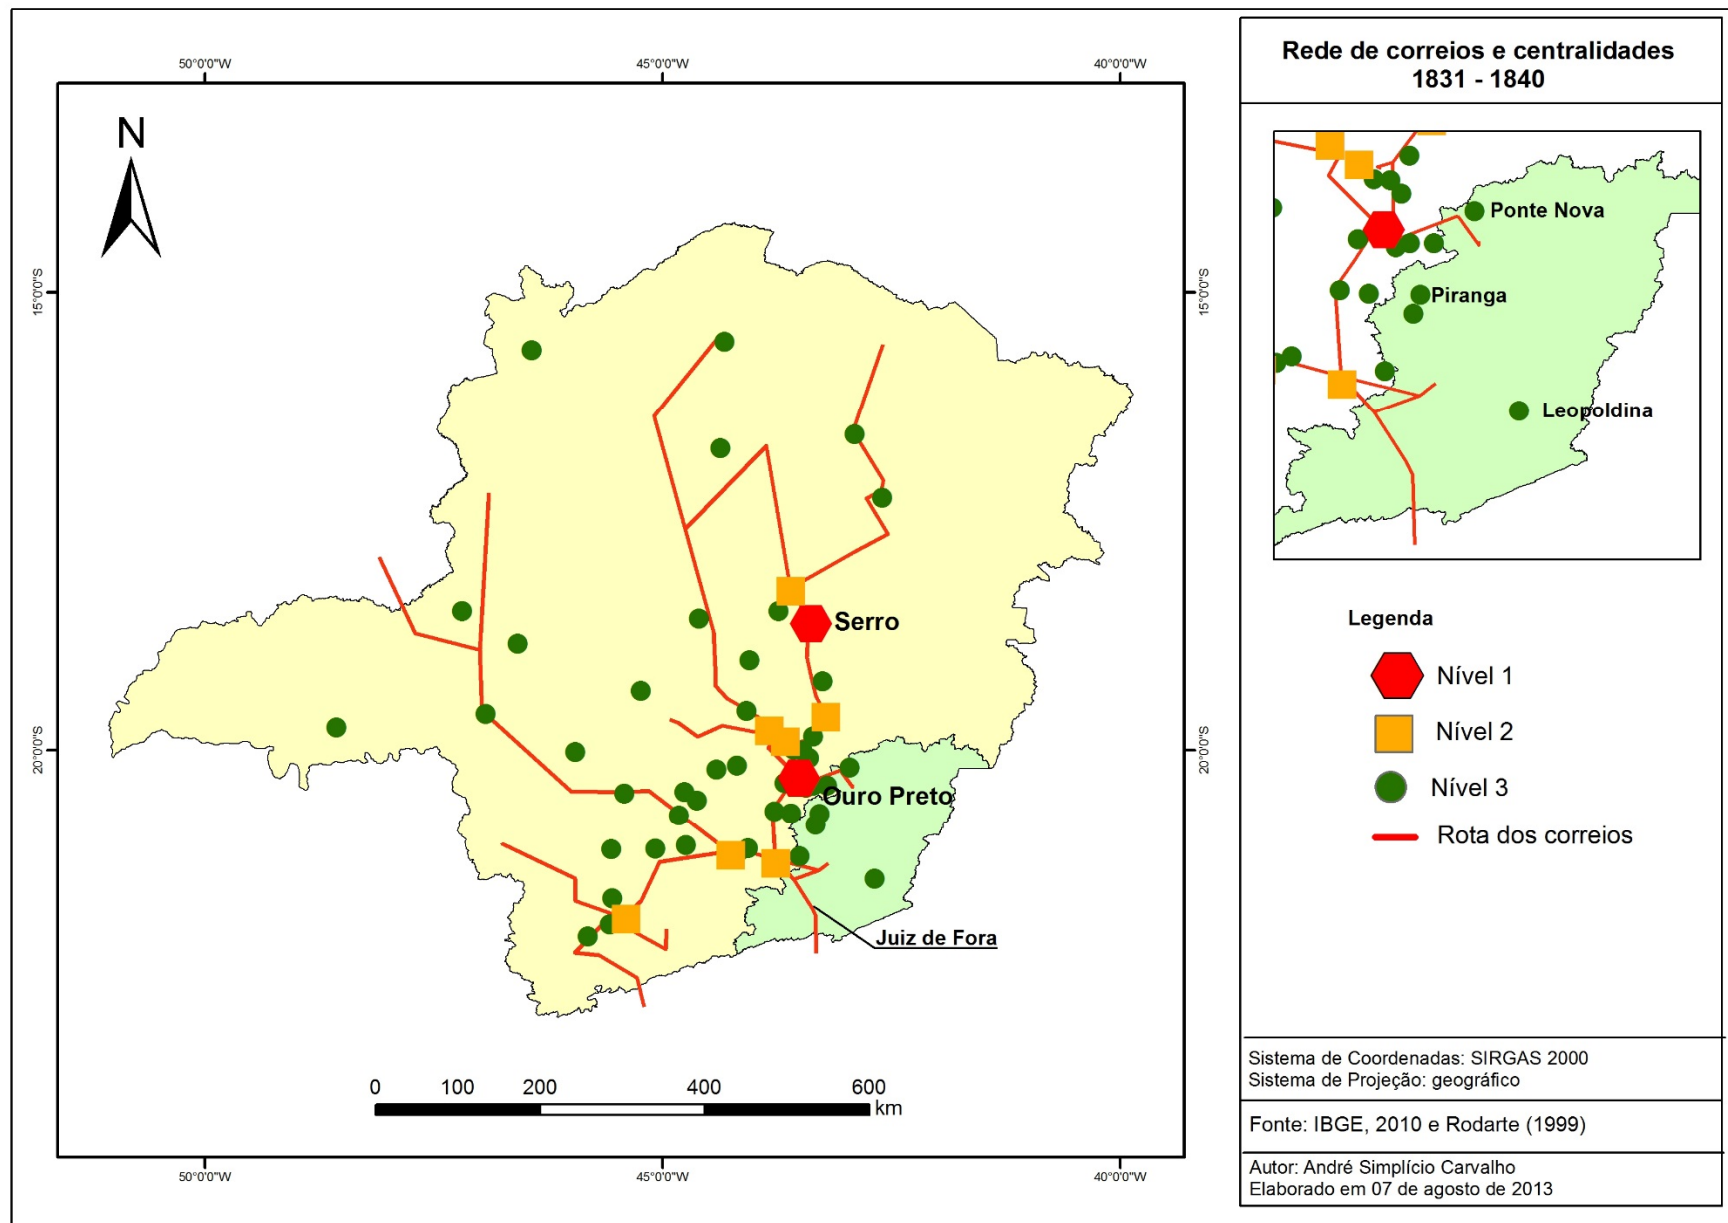 50°0'0"W
45°0'0"W
40°0'0"W
N
15°0'0"S
15°0'0"S
Serro
20°0'0"S
20°0'0"S
Ouro Preto
Juiz de Fora
0 100 200 400 600
km
50°0'0"W
45°0'0"W
40°0'0"W
Rede de correios e centralidades
1831 - 1840
Ponte Nova
Piranga
Leopoldina
Legenda
Nível 1
Nível 2
Nível 3
Rota dos correios
Sistema de Coordenadas: SIRGAS 2000
Sistema de Projeção: geográfico
Fonte: IBGE, 2010 e Rodarte (1999)
Autor: André Simplício Carvalho
Elaborado em 07 de agosto de 2013